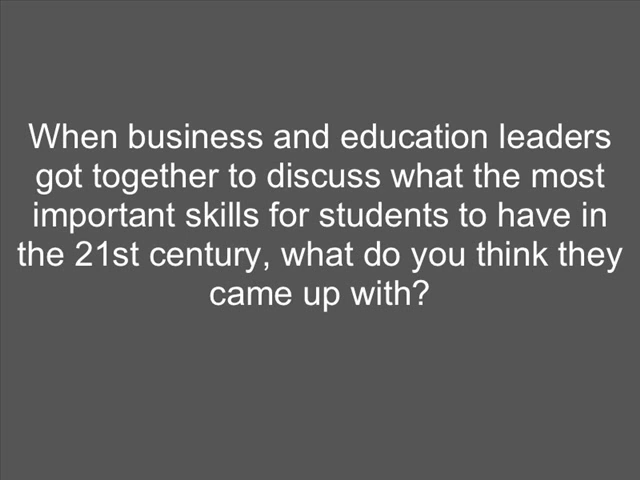 When business and education leaders
got together to discuss what the most
important skills for students to have in
the 21st century, what do you think they
came up with?